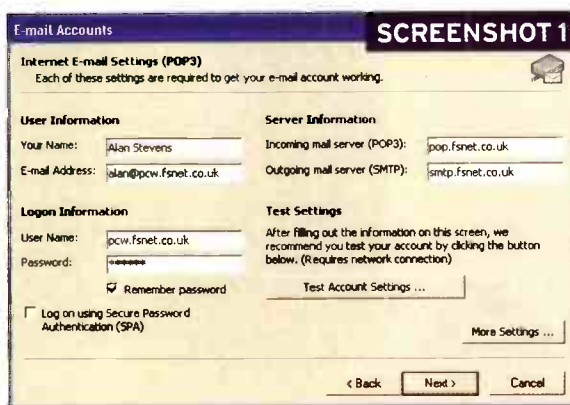 E-mail Accounts
SCREENSHOT 1
Internet E-mail Settings (POP3)
Each of these settings are required to get your e-mail account working.
User Information
Your Name: Alan Stevens
E-mail Address: alan@pcw.fsnet.co.uk
Server Information
Incoming mail server (POP3): pop.fsnet.co.uk
Outgoing mail server (SMTP): smtp.fsnet.co.uk
Logon Information
User Name: pcw.fsnet.co.uk
Password: ******
Remember password
Log on using Secure Password
Authentication (SPA)
Test Settings
After filling out the information on this screen, we
recommend you test your account by clicking the button
below. (Requires network connection)
Test Account Settings ...
More Settings ...
< Back
Next >
Cancel